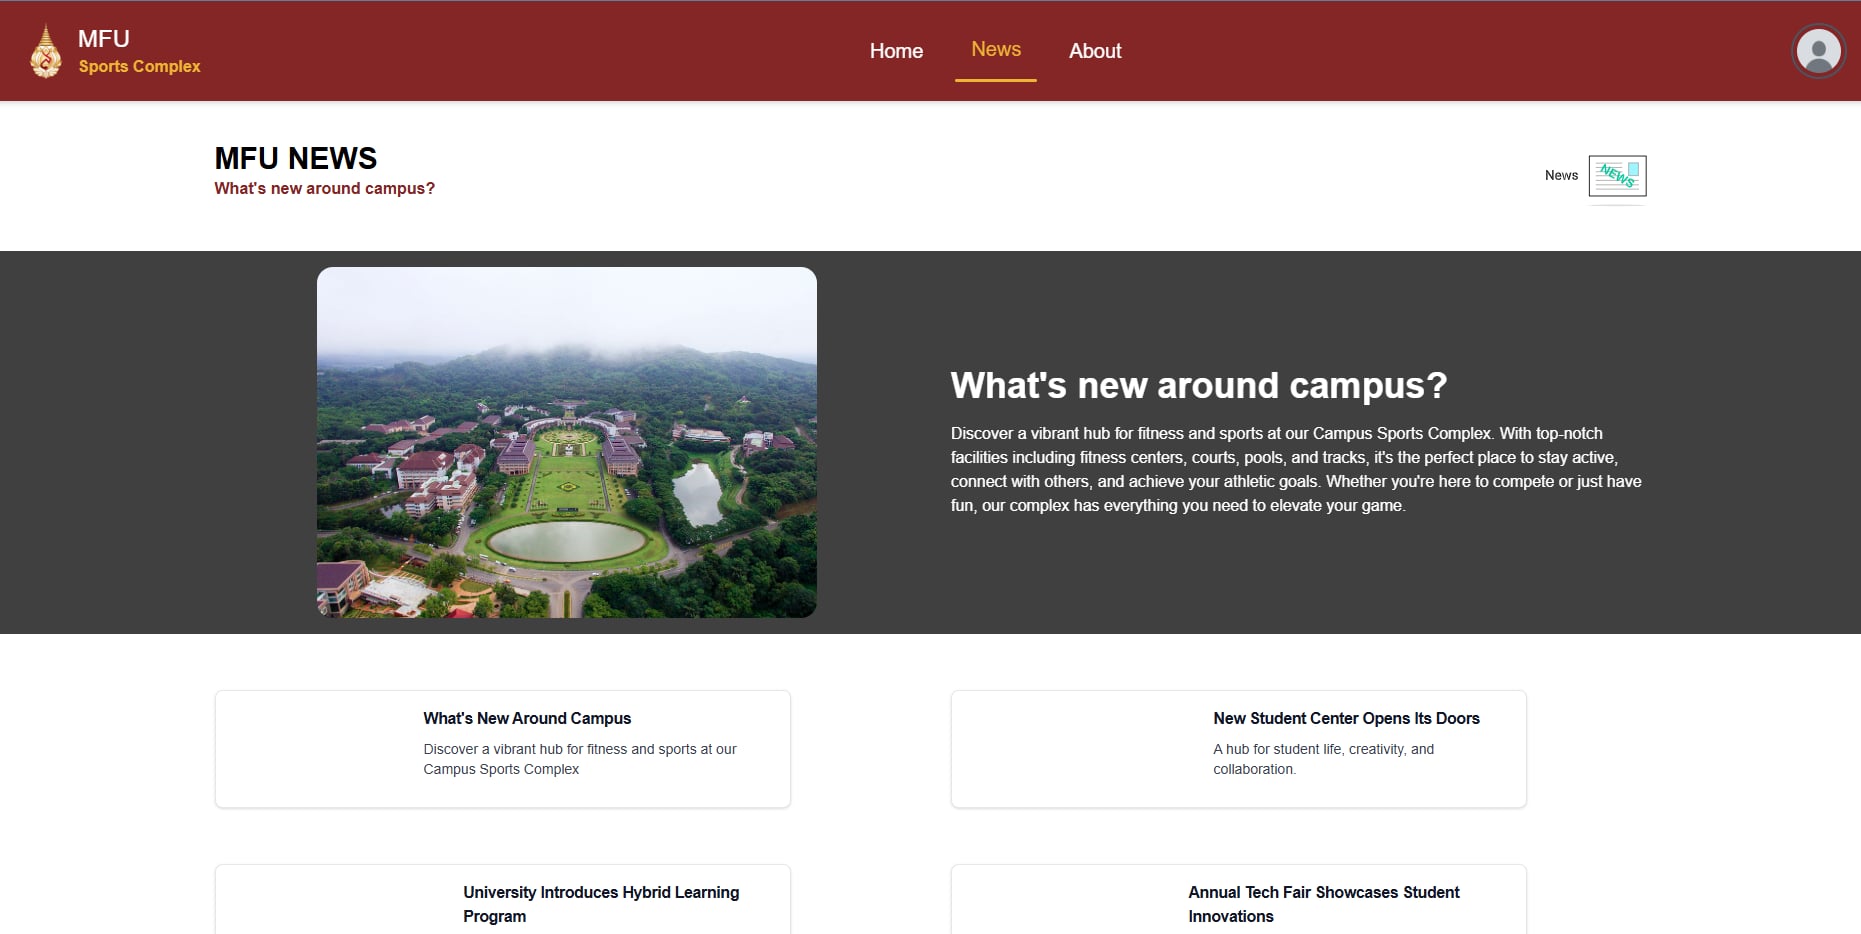 MFU
Sports Complex
Home
News
About
MFU NEWS
What's new around campus?
News
NEWS
What's new around campus?
Discover a vibrant hub for fitness and sports at our Campus Sports Complex. With top-notch
facilities including fitness centers, courts, pools, and tracks, it's the perfect place to stay active,
connect with others, and achieve your athletic goals. Whether you're here to compete or just have
fun, our complex has everything you need to elevate your game.
What's New Around Campus
Discover a vibrant hub for fitness and sports at our
Campus Sports Complex
New Student Center Opens Its Doors
A hub for student life, creativity, and
collaboration.
University Introduces Hybrid Learning
Program
Annual Tech Fair Showcases Student
Innovations